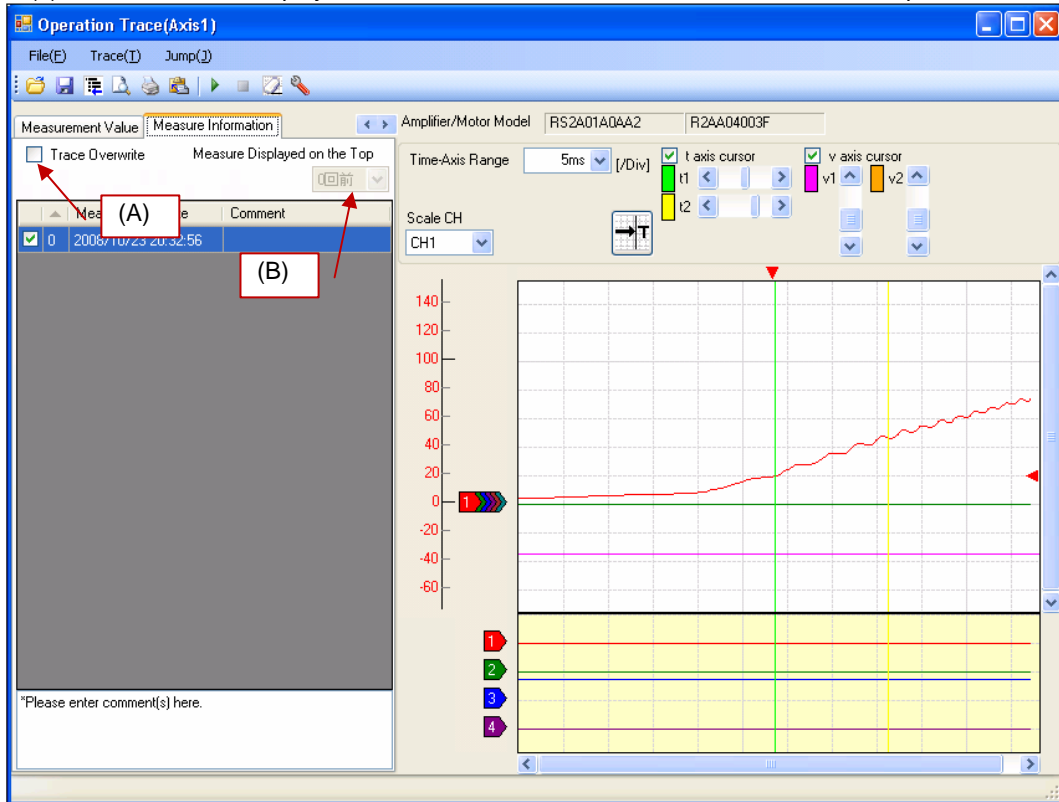 Operation Trace(Axis1)
File(F) Trace(T) Jump(J)
Measurement Value Measure Information
Amplifier/Motor Model RS2A01A0AA2 R2AA04003F
Trace Overwrite Measure Displayed on the Top
0回前
Time-Axis Range 5ms [/Div] t axis cursor v axis cursor
t1 v1 v2
t2
Scale CH
CH1
T
(A)
Comment
0 2008/10/23 20:32:56
(B)
140
120
100
80
60
40
20
0 1
-20
-40
-60
1
2
3
4
*Please enter comment(s) here.